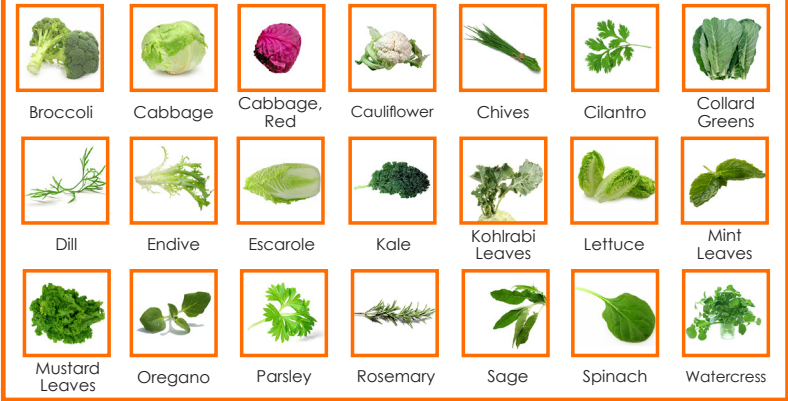 Broccoli
Cabbage
Cabbage,
Red
Cauliflower
Chives
Cilantro
Collard
Greens
Dill
Endive
Escarole
Kale
Kohlrabi
Leaves
Lettuce
Mint
Leaves
Mustard
Leaves
Oregano
Parsley
Rosemary
Sage
Spinach
Watercress